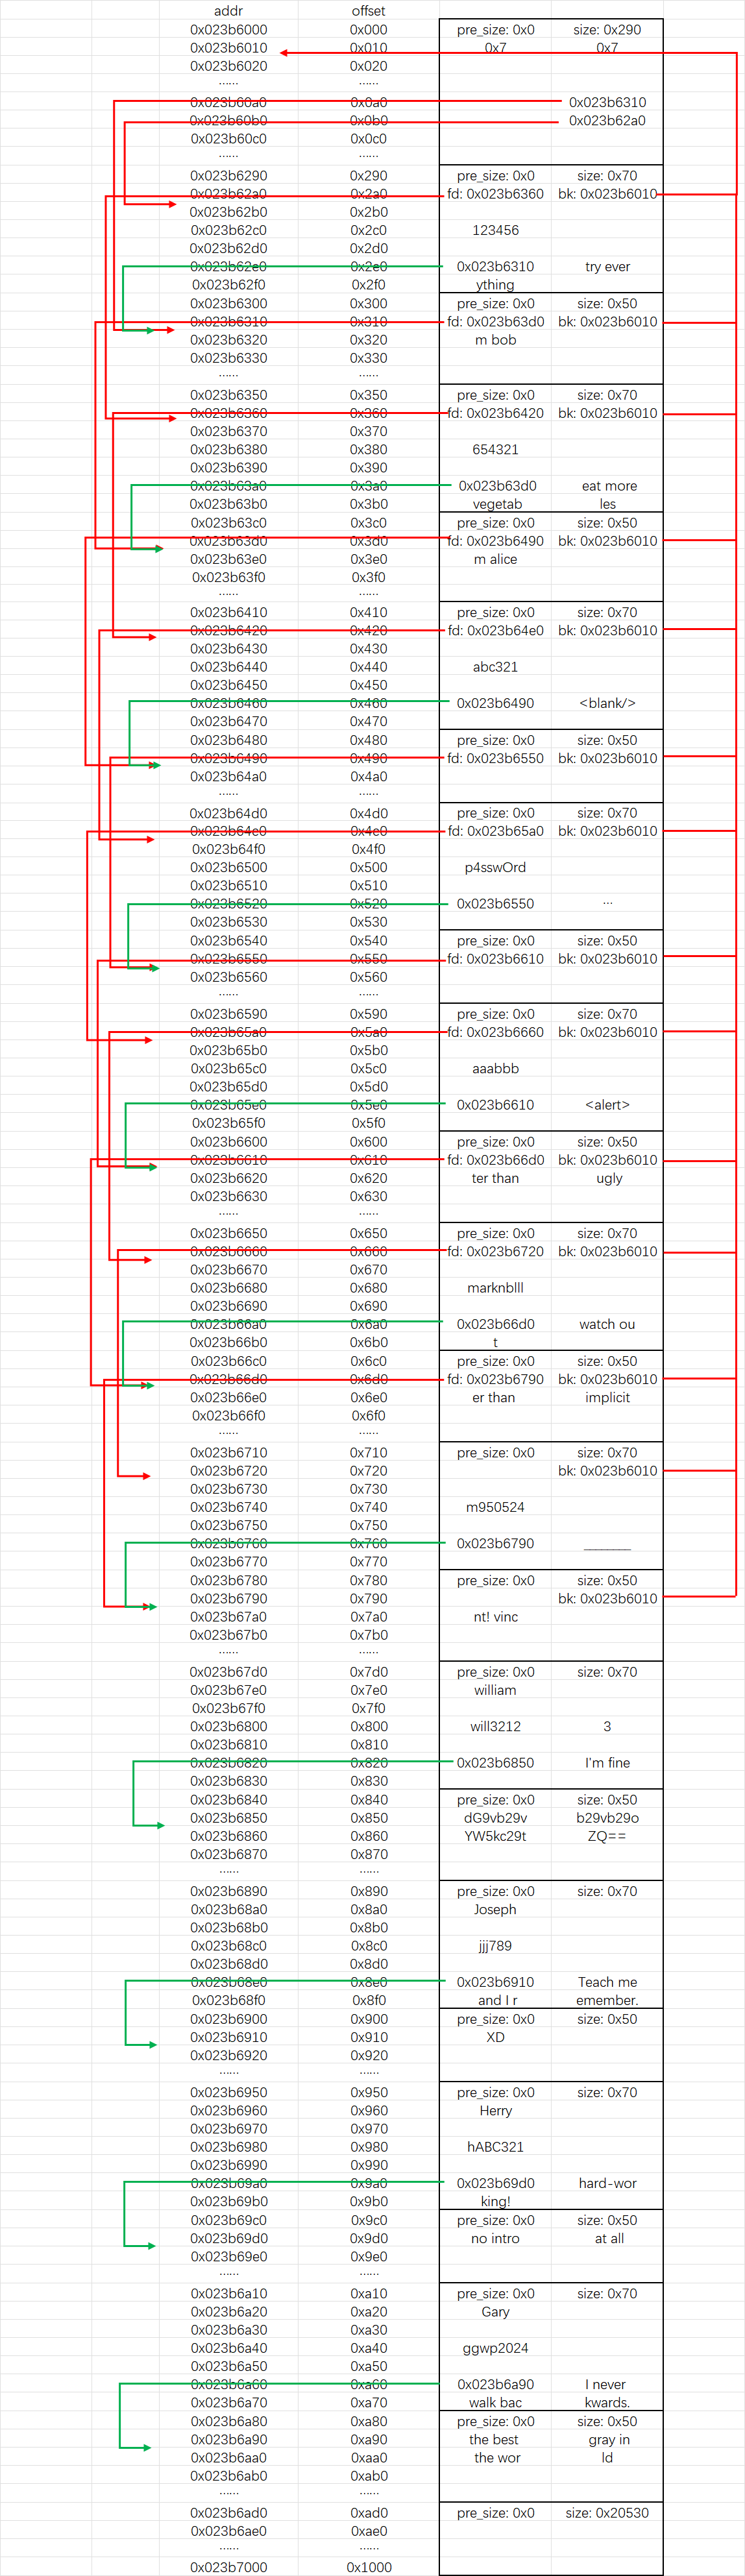 addr offset
0x023b6000 0x000 pre_size: 0x0 size: 0x290
0x023b6010 0x010 0x7 0x7
0x023b6020 0x020
...... ......
0x023b60a0 0x0a0 0x023b6310
0x023b60b0 0x0b0 0x023b62a0
0x023b60c0 0x0c0
...... ......
0x023b6290 0x290 pre_size: 0x0 size: 0x70
0x023b62a0 0x2a0 fd: 0x023b6360 bk: 0x023b6010
0x023b62b0 0x2b0
0x023b62c0 0x2c0 123456
0x023b62d0 0x2d0
0x023b62e0 0x2e0 0x023b6310 try ever
0x023b62f0 0x2f0 ything
0x023b6300 0x300 pre_size: 0x0 size: 0x50
0x023b6310 0x310 fd: 0x023b63d0 bk: 0x023b6010
0x023b6320 0x320 m bob
0x023b6330 0x330
...... ......
0x023b6350 0x350 pre_size: 0x0 size: 0x70
0x023b6360 0x360 fd: 0x023b6420 bk: 0x023b6010
0x023b6370 0x370
0x023b6380 0x380 654321
0x023b6390 0x390
0x023b63a0 0x3a0 0x023b63d0 eat more
0x023b63b0 0x3b0 vegetab les
0x023b63c0 0x3c0 pre_size: 0x0 size: 0x50
0x023b63d0 0x3d0 fd: 0x023b6490 bk: 0x023b6010
0x023b63e0 0x3e0 m alice
0x023b63f0 0x3f0
...... ......
0x023b6410 0x410 pre_size: 0x0 size: 0x70
0x023b6420 0x420 fd: 0x023b64e0 bk: 0x023b6010
0x023b6430 0x430
0x023b6440 0x440 abc321
0x023b6450 0x450
0x023b6460 0x460 0x023b6490 <blank/>
0x023b6470 0x470
0x023b6480 0x480 pre_size: 0x0 size: 0x50
0x023b6490 0x490 fd: 0x023b6550 bk: 0x023b6010
0x023b64a0 0x4a0
...... ......
0x023b64d0 0x4d0 pre_size: 0x0 size: 0x70
0x023b64e0 0x4e0 fd: 0x023b65a0 bk: 0x023b6010
0x023b64f0 0x4f0
0x023b6500 0x500 p4sswOrd
0x023b6510 0x510
0x023b6520 0x520 0x023b6550 ...
0x023b6530 0x530
0x023b6540 0x540 pre_size: 0x0 size: 0x50
0x023b6550 0x550 fd: 0x023b6610 bk: 0x023b6010
0x023b6560 0x560
...... ......
0x023b6590 0x590 pre_size: 0x0 size: 0x70
0x023b65a0 0x5a0 fd: 0x023b6660 bk: 0x023b6010
0x023b65b0 0x5b0
0x023b65c0 0x5c0 aaabbb
0x023b65d0 0x5d0
0x023b65e0 0x5e0 0x023b6610 <alert>
0x023b65f0 0x5f0
0x023b6600 0x600 pre_size: 0x0 size: 0x50
0x023b6610 0x610 fd: 0x023b66d0 bk: 0x023b6010
0x023b6620 0x620 ter than ugly
0x023b6630 0x630
...... ......
0x023b6650 0x650 pre_size: 0x0 size: 0x70
0x023b6660 0x660 fd: 0x023b6720 bk: 0x023b6010
0x023b6670 0x670
0x023b6680 0x680 marknblll
0x023b6690 0x690
0x023b66a0 0x6a0 0x023b66d0 watch ou
0x023b66b0 0x6b0 t
0x023b66c0 0x6c0 pre_size: 0x0 size: 0x50
0x023b66d0 0x6d0 fd: 0x023b6790 bk: 0x023b6010
0x023b66e0 0x6e0 er than implicit
0x023b66f0 0x6f0
...... ......
0x023b6710 0x710 pre_size: 0x0 size: 0x70
0x023b6720 0x720 bk: 0x023b6010
0x023b6730 0x730
0x023b6740 0x740 m950524
0x023b6750 0x750
0x023b6760 0x760 0x023b6790 ________
0x023b6770 0x770
0x023b6780 0x780 pre_size: 0x0 size: 0x50
0x023b6790 0x790 bk: 0x023b6010
0x023b67a0 0x7a0 nt! vinc
0x023b67b0 0x7b0
...... ......
0x023b67d0 0x7d0 pre_size: 0x0 size: 0x70
0x023b67e0 0x7e0 william
0x023b67f0 0x7f0
0x023b6800 0x800 will3212 3
0x023b6810 0x810
0x023b6820 0x820 0x023b6850 I'm fine
0x023b6830 0x830
0x023b6840 0x840 pre_size: 0x0 size: 0x50
0x023b6850 0x850 dG9vb29v b29vb29o
0x023b6860 0x860 YW5kc29t ZQ==
0x023b6870 0x870
...... ......
0x023b6890 0x890 pre_size: 0x0 size: 0x70
0x023b68a0 0x8a0 Joseph
0x023b68b0 0x8b0
0x023b68c0 0x8c0 jjj789
0x023b68d0 0x8d0
0x023b68e0 0x8e0 0x023b6910 Teach me
0x023b68f0 0x8f0 and I r emember.
0x023b6900 0x900 pre_size: 0x0 size: 0x50
0x023b6910 0x910 XD
0x023b6920 0x920
...... ......
0x023b6950 0x950 pre_size: 0x0 size: 0x70
0x023b6960 0x960 Herry
0x023b6970 0x970
0x023b6980 0x980 hABC321
0x023b6990 0x990
0x023b69a0 0x9a0 0x023b69d0 hard-wor
0x023b69b0 0x9b0 king!
0x023b69c0 0x9c0 pre_size: 0x0 size: 0x50
0x023b69d0 0x9d0 no intro at all
0x023b69e0 0x9e0
...... ......
0x023b6a10 0xa10 pre_size: 0x0 size: 0x70
0x023b6a20 0xa20 Gary
0x023b6a30 0xa30
0x023b6a40 0xa40 ggwp2024
0x023b6a50 0xa50
0x023b6a60 0xa60 0x023b6a90 I never
0x023b6a70 0xa70 walk bac kwards.
0x023b6a80 0xa80 pre_size: 0x0 size: 0x50
0x023b6a90 0xa90 the best gray in
0x023b6aa0 0xaa0 the wor ld
0x023b6ab0 0xab0
...... ......
0x023b6ad0 0xad0 pre_size: 0x0 size: 0x20530
0x023b6ae0 0xae0
...... ......
0x023b7000 0x1000